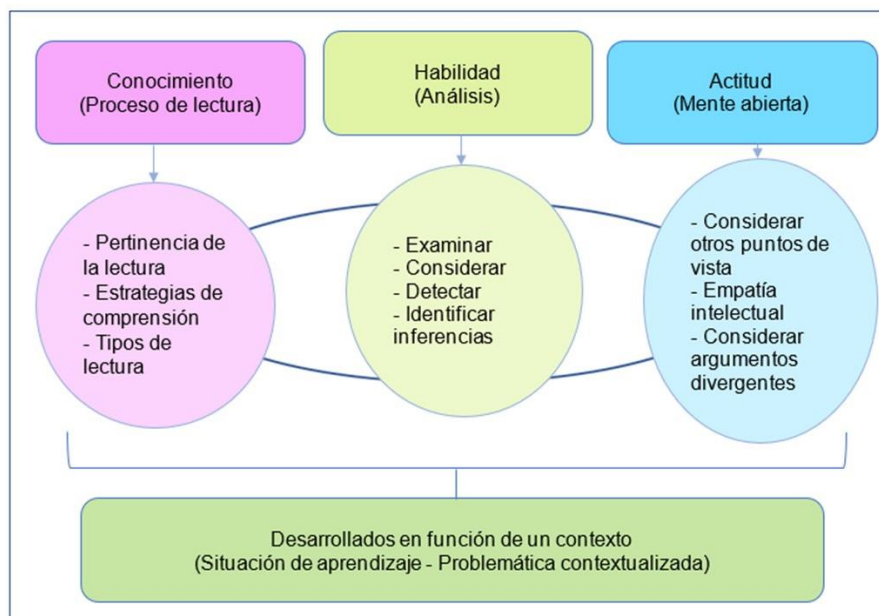 Conocimiento
(Proceso de lectura)
Habilidad
(Análisis)
Actitud
(Mente abierta)
- Pertinencia de
la lectura
- Estrategias de
comprensión
- Tipos de
lectura
- Examinar
- Considerar
- Detectar
- Identificar
inferencias
- Considerar
otros puntos de
vista
- Empatía
intelectual
- Considerar
argumentos
divergentes
Desarrollados en función de un contexto
(Situación de aprendizaje - Problemática contextualizada)